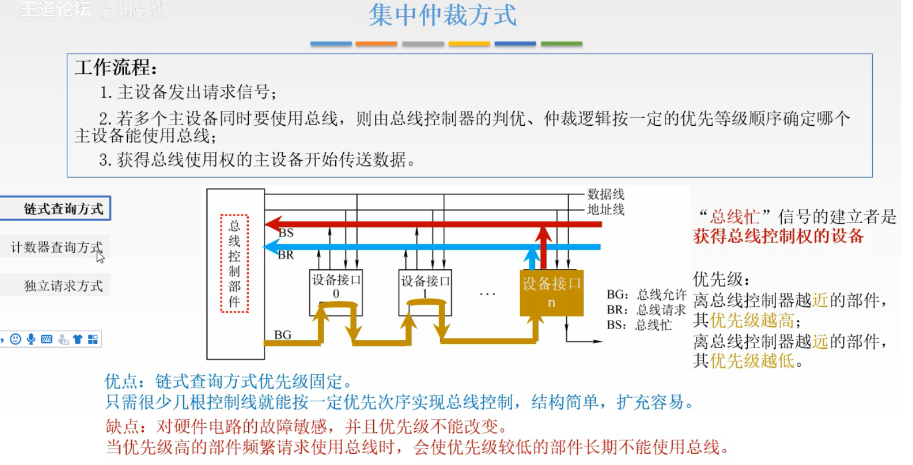 王道论坛
集中仲裁方式
工作流程：
1.主设备发出请求信号；
2.若多个主设备同时要使用总线，则由总线控制器的判优、仲裁逻辑按一定的优先等级顺序确定哪个
主设备能使用总线；
3.获得总线使用权的主设备开始传送数据。
链式查询方式
计数器查询方式
独立请求方式
总线控制部件
数据线
地址线
BS
BR
设备接口
0
设备接口
1
…
设备接口
n
BG
BG：总线允许
BR：总线请求
BS：总线忙
“总线忙”信号的建立者是
获得总线控制权的设备
优先级：
离总线控制器越近的部件，
其优先级越高；
离总线控制器越远的部件，
其优先级越低。
优点：链式查询方式优先级固定。
只需很少几根控制线就能按一定优先次序实现总线控制，结构简单，扩充容易。
缺点：对硬件电路的故障敏感，并且优先级不能改变。
当优先级高的部件频繁请求使用总线时，会使优先级较低的部件长期不能使用总线。